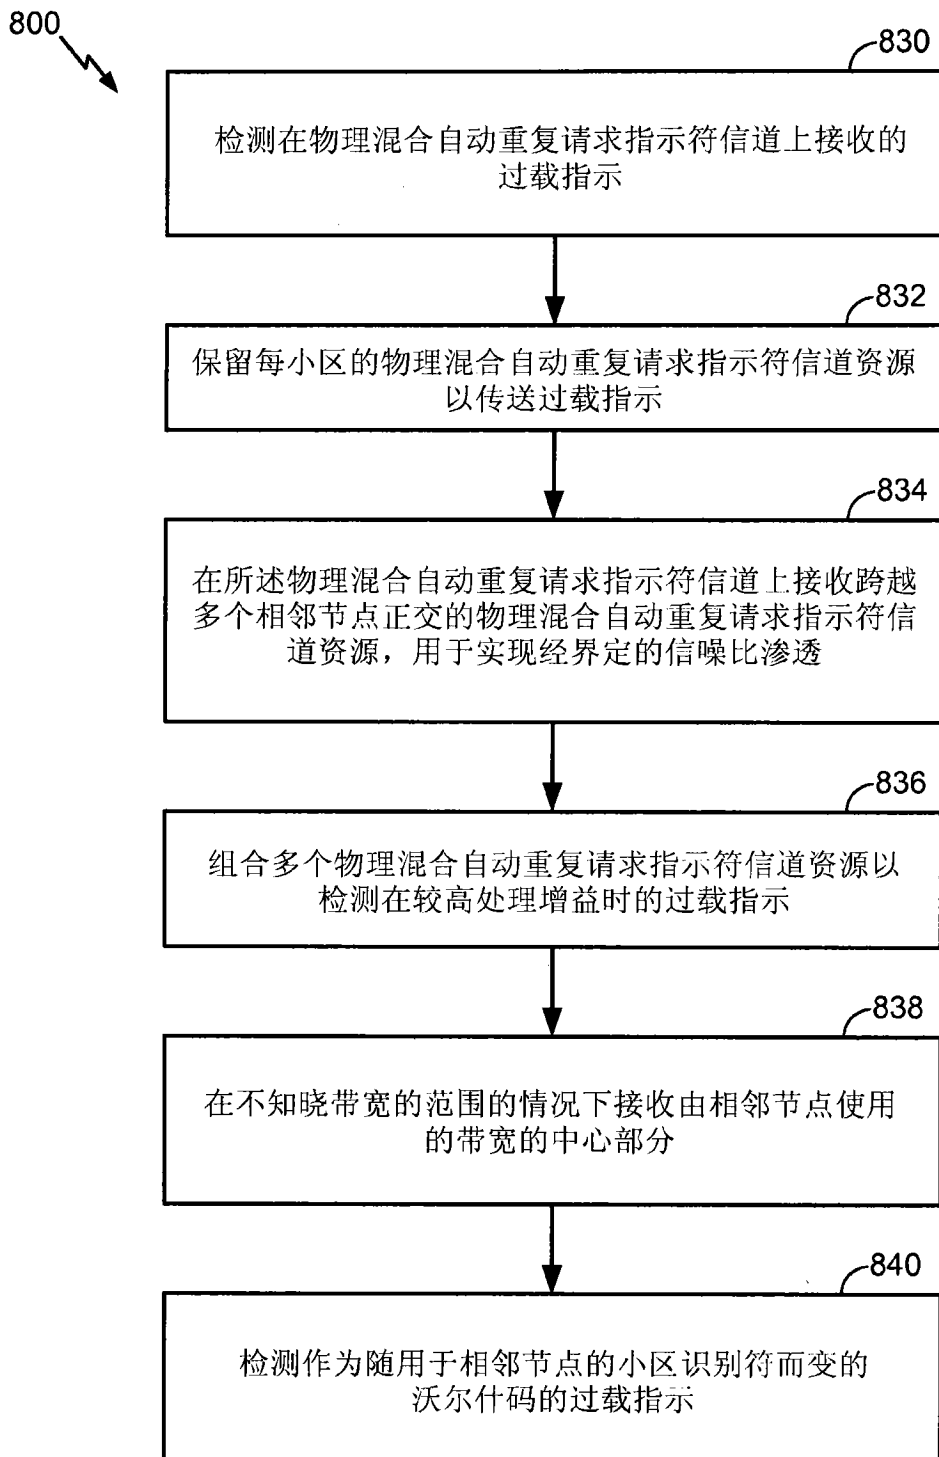 800
830
检测在物理混合自动重复请求指示符信道上接收的
过载指示
832
保留每小区的物理混合自动重复请求指示符信道资源
以传送过载指示
834
在所述物理混合自动重复请求指示符信道上接收跨越
多个相邻节点正交的物理混合自动重复请求指示符信
道资源，用于实现经界定的信噪比渗透
836
组合多个物理混合自动重复请求指示符信道资源以
检测在较高处理增益时的过载指示
838
在不知晓带宽的范围的情况下接收由相邻节点使用
的带宽的中心部分
840
检测作为随用于相邻节点的小区识别符而变的
沃尔什码的过载指示